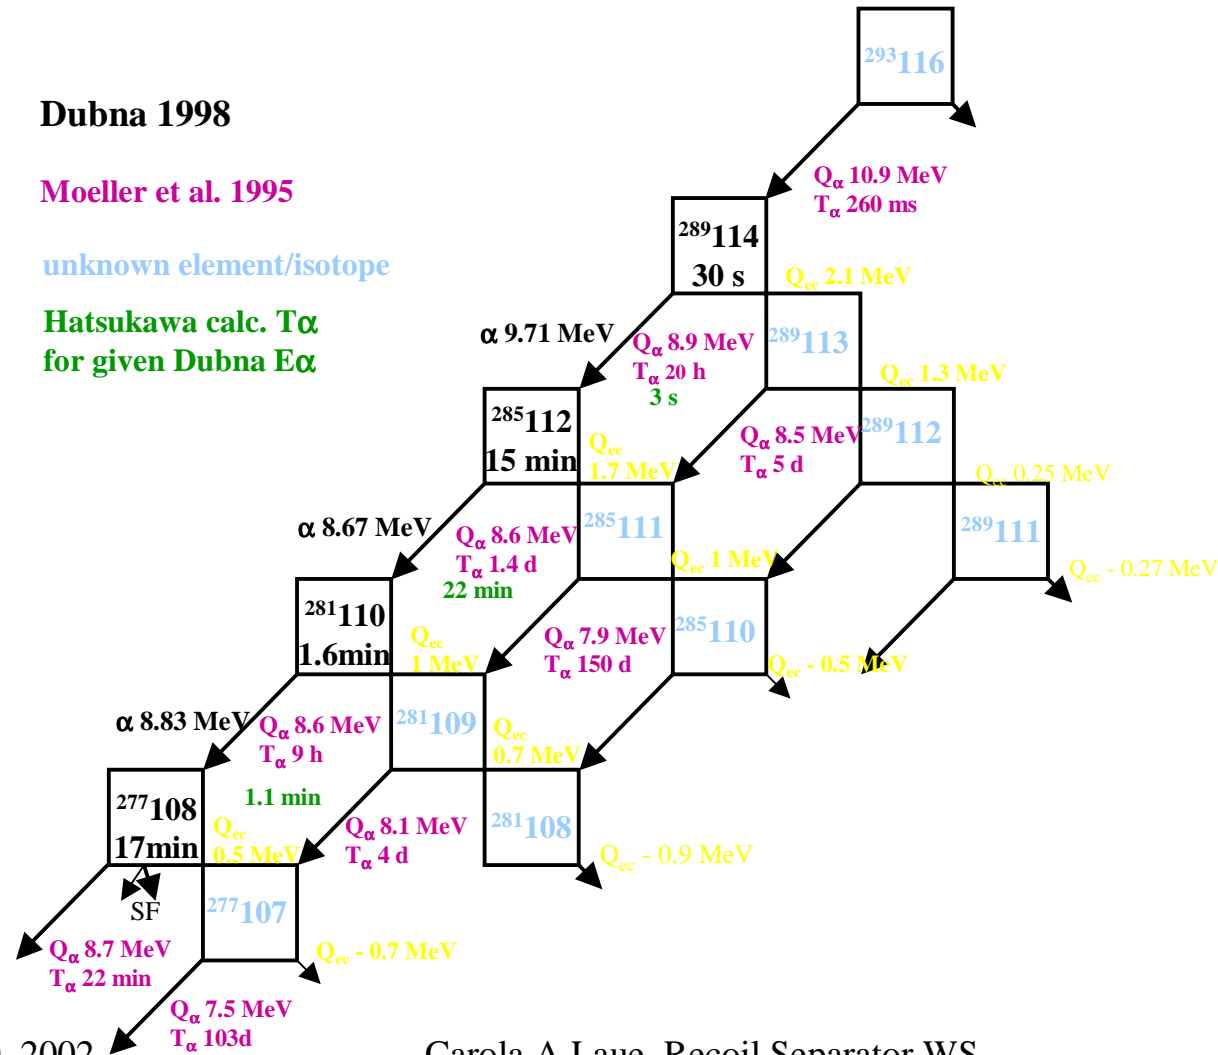 ²⁹³116
Dubna 1998
Moeller et al. 1995
Qα 10.9 MeV
Tα 260 ms
²⁸⁹114
30 s
unknown element/isotope
Qec 2.1 MeV
Hatsukawa calc. Tα
for given Dubna Eα
α 9.71 MeV
Qα 8.9 MeV
Tα 20 h
3 s
²⁸⁹113
Qec 1.3 MeV
²⁸⁵112
15 min
Qec
1.7 MeV
Qα 8.5 MeV
Tα 5 d
²⁸⁹112
Qec 0.25 MeV
α 8.67 MeV
Qα 8.6 MeV
Tα 1.4 d
22 min
²⁸⁵111
Qec 1 MeV
²⁸⁹111
Qec - 0.27 MeV
²⁸¹110
1.6min
Qec
1 MeV
Qα 7.9 MeV
Tα 150 d
²⁸⁵110
Qec - 0.5 MeV
α 8.83 MeV
Qα 8.6 MeV
Tα 9 h
1.1 min
²⁸¹109
Qec
0.7 MeV
²⁷⁷108
17min
Qec
0.5 MeV
Qα 8.1 MeV
Tα 4 d
²⁸¹108
Qec - 0.9 MeV
SF
²⁷⁷107
Qα 8.7 MeV
Tα 22 min
Qec - 0.7 MeV
Qα 7.5 MeV
Tα 103d
2002
Carola A.Laue, Recoil Separator WS